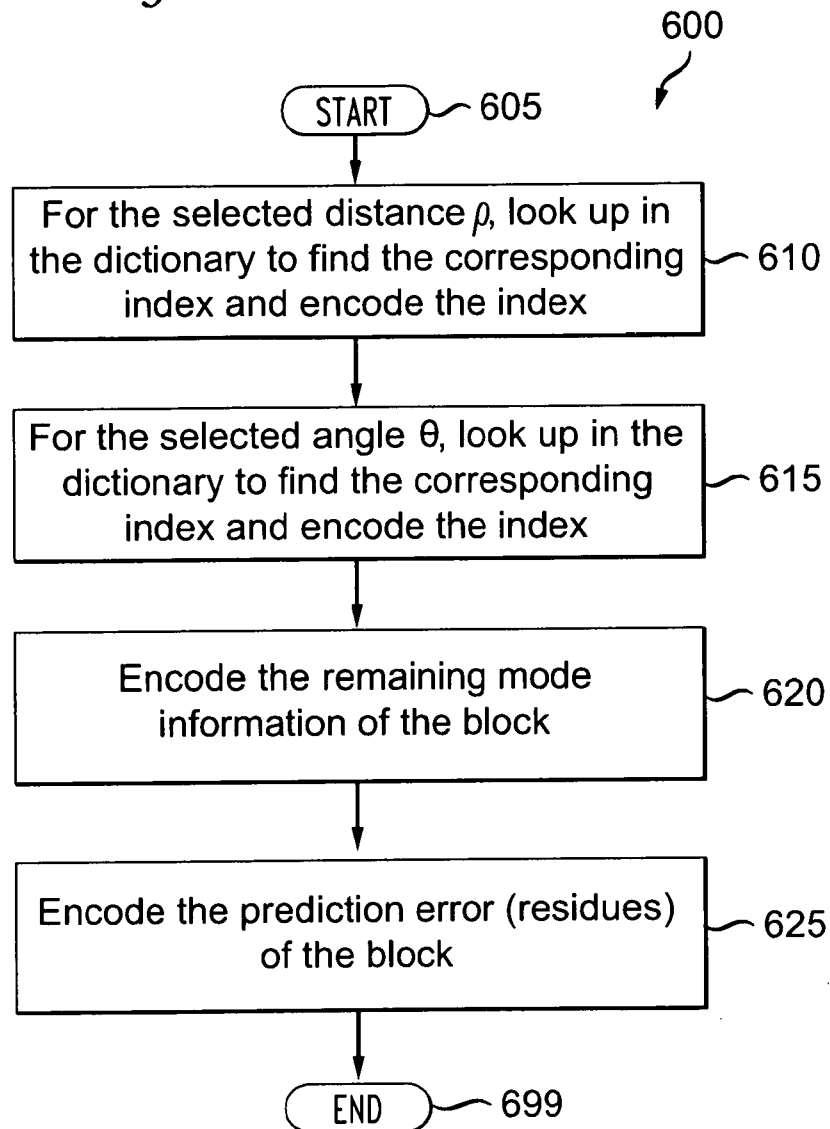 600
START 605
For the selected distance ρ, look up in
the dictionary to find the corresponding
index and encode the index
610
For the selected angle θ, look up in the
dictionary to find the corresponding
index and encode the index
615
Encode the remaining mode
information of the block
620
Encode the prediction error (residues)
of the block
625
END 699